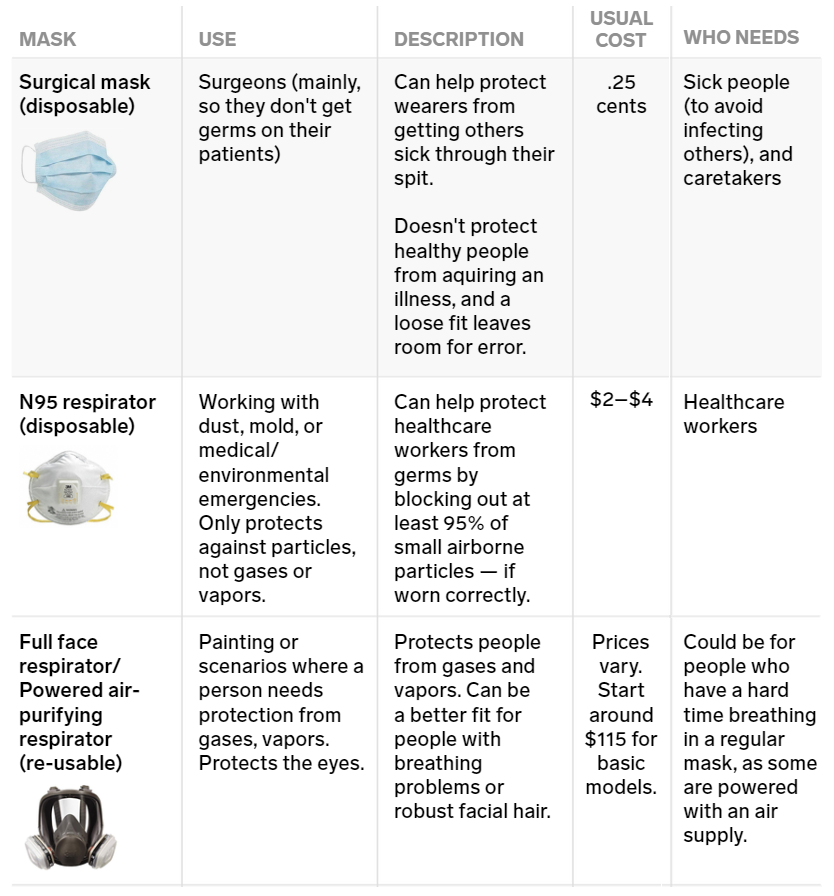 MASK
USE
DESCRIPTION
USUAL
COST
WHO NEEDS
Surgical mask
(disposable)
Surgeons (mainly,
so they don't get
germs on their
patients)
Can help protect
wearers from
getting others
sick through their
spit.
Doesn't protect
healthy people
from aquiring an
illness, and a
loose fit leaves
room for error.
.25
cents
Sick people
(to avoid
infecting
others), and
caretakers
N95 respirator
(disposable)
Working with
dust, mold, or
medical/
environmental
emergencies.
Only protects
against particles,
not gases or
vapors.
Can help protect
healthcare
workers from
germs by
blocking out at
least 95% of
small airborne
particles — if
worn correctly.
$2–$4
Healthcare
workers
Full face
respirator/
Powered air-
purifying
respirator
(re-usable)
Painting or
scenarios where a
person needs
protection from
gases, vapors.
Protects the eyes.
Protects people
from gases and
vapors. Can be
a better fit for
people with
breathing
problems or
robust facial hair.
Prices
vary.
Start
around
$115 for
basic
models.
Could be for
people who
have a hard
time breathing
in a regular
mask, as some
are powered
with an air
supply.